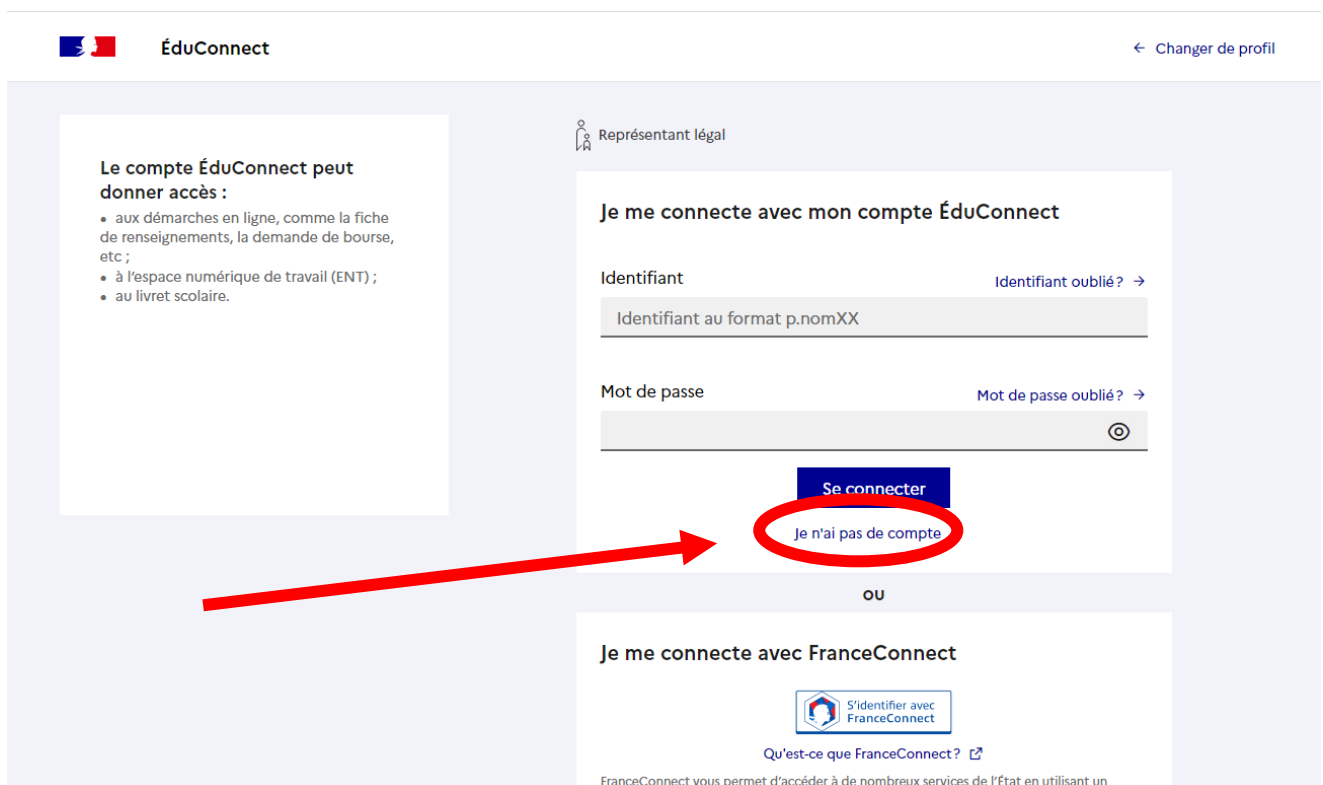 ÉduConnect
← Changer de profil
Le compte ÉduConnect peut
donner accès :
• aux démarches en ligne, comme la fiche
de renseignements, la demande de bourse,
etc ;
• à l'espace numérique de travail (ENT) ;
• au livret scolaire.
Représentant légal
Je me connecte avec mon compte ÉduConnect
Identifiant
Identifiant oublié? →
Identifiant au format p.nomXX
Mot de passe
Mot de passe oublié? →
Se connecter
Je n'ai pas de compte
OU
Je me connecte avec FranceConnect
S'identifier avec
FranceConnect
Qu'est-ce que FranceConnect?
FranceConnect vous permet d'accéder à de nombreux services de l'État en utilisant un